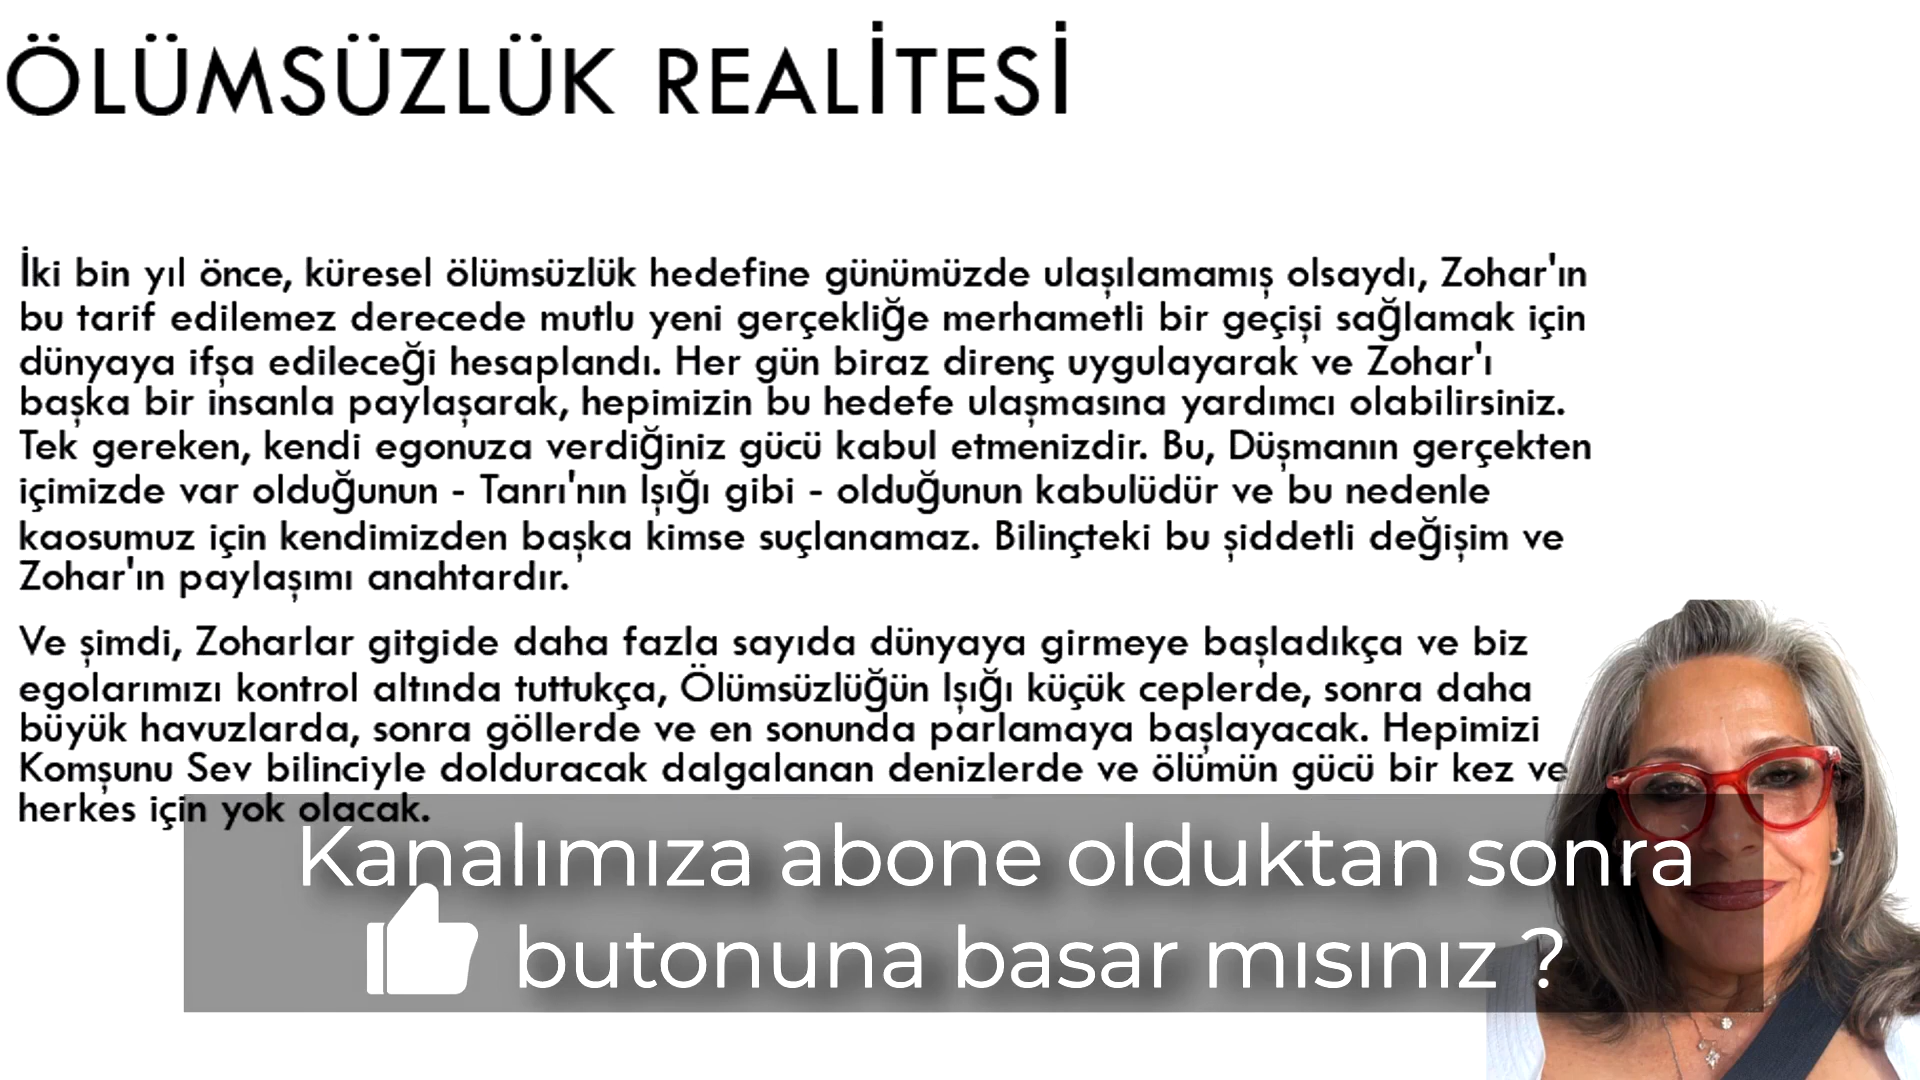 ÖLÜMSÜZLÜK REALİTESİ
İki bin yıl önce, küresel ölümsüzlük hedefine günümüzde ulaşılamamış olsaydı, Zohar'ın
bu tarif edilemez derecede mutlu yeni gerçekliğe merhametli bir geçişi sağlamak için
dünyaya ifşa edileceği hesaplandı. Her gün biraz direnç uygulayarak ve Zohar'ı
başka bir insanla paylaşarak, hepimizin bu hedefe ulaşmasına yardımcı olabilirsiniz.
Tek gereken, kendi egonuza verdiğiniz gücü kabul etmenizdir. Bu, Düşmanın gerçekten
içimizde var olduğunun - Tanrı'nın Işığı gibi - olduğunun kabulüdür ve bu nedenle
kaosumuz için kendimizden başka kimse suçlanamaz. Bilinçteki bu şiddetli değişim ve
Zohar'ın paylaşımı anahtardır.
Ve şimdi, Zoharlar gitgide daha fazla sayıda dünyaya girmeye başladıkça ve biz
egolarımızı kontrol altında tuttukça, Ölümsüzlüğün Işığı küçük ceplerde, sonra daha
büyük havuzlarda, sonra göllerde ve en sonunda parlamaya başlayacak. Hepimizi
Komşunu Sev bilinciyle dolduracak dalgalanan denizlerde ve ölümün gücü bir kez ve
herkes için yok olacak.
Kanalımıza abone olduktan sonra
butonuna basar mısınız ?